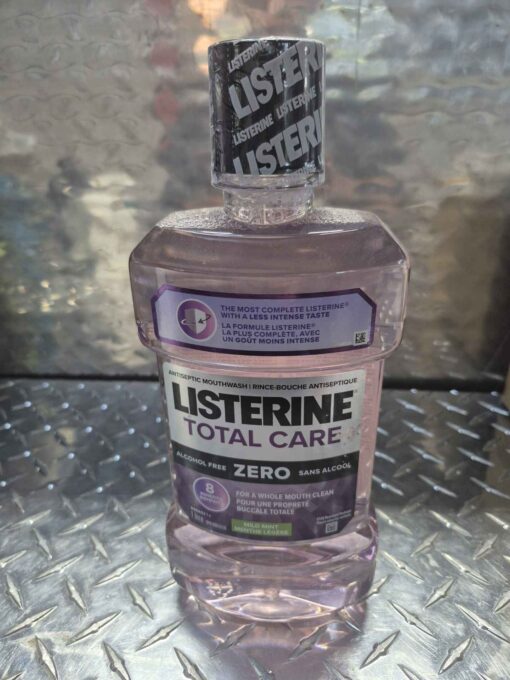 LISTERINE
LISTERINE
LISTERINE LISTERINE
THE MOST COMPLETE LISTERINE®
WITH A LESS INTENSE TASTE
LA FORMULE LISTERINE®
LA PLUS COMPLÈTE, AVEC
UN GOÛT MOINS INTENSE
ANTISEPTIC MOUTHWASH | RINCE-BOUCHE ANTISEPTIQUE
LISTERINE
TOTAL CARE
ALCOHOL FREE ZERO SANS ALCOOL
8
FOR A WHOLE MOUTH CLEAN
POUR UNE PROPRETÉ
BUCCALE TOTALE
MILD MINT
MENTHE LÉGÈRE